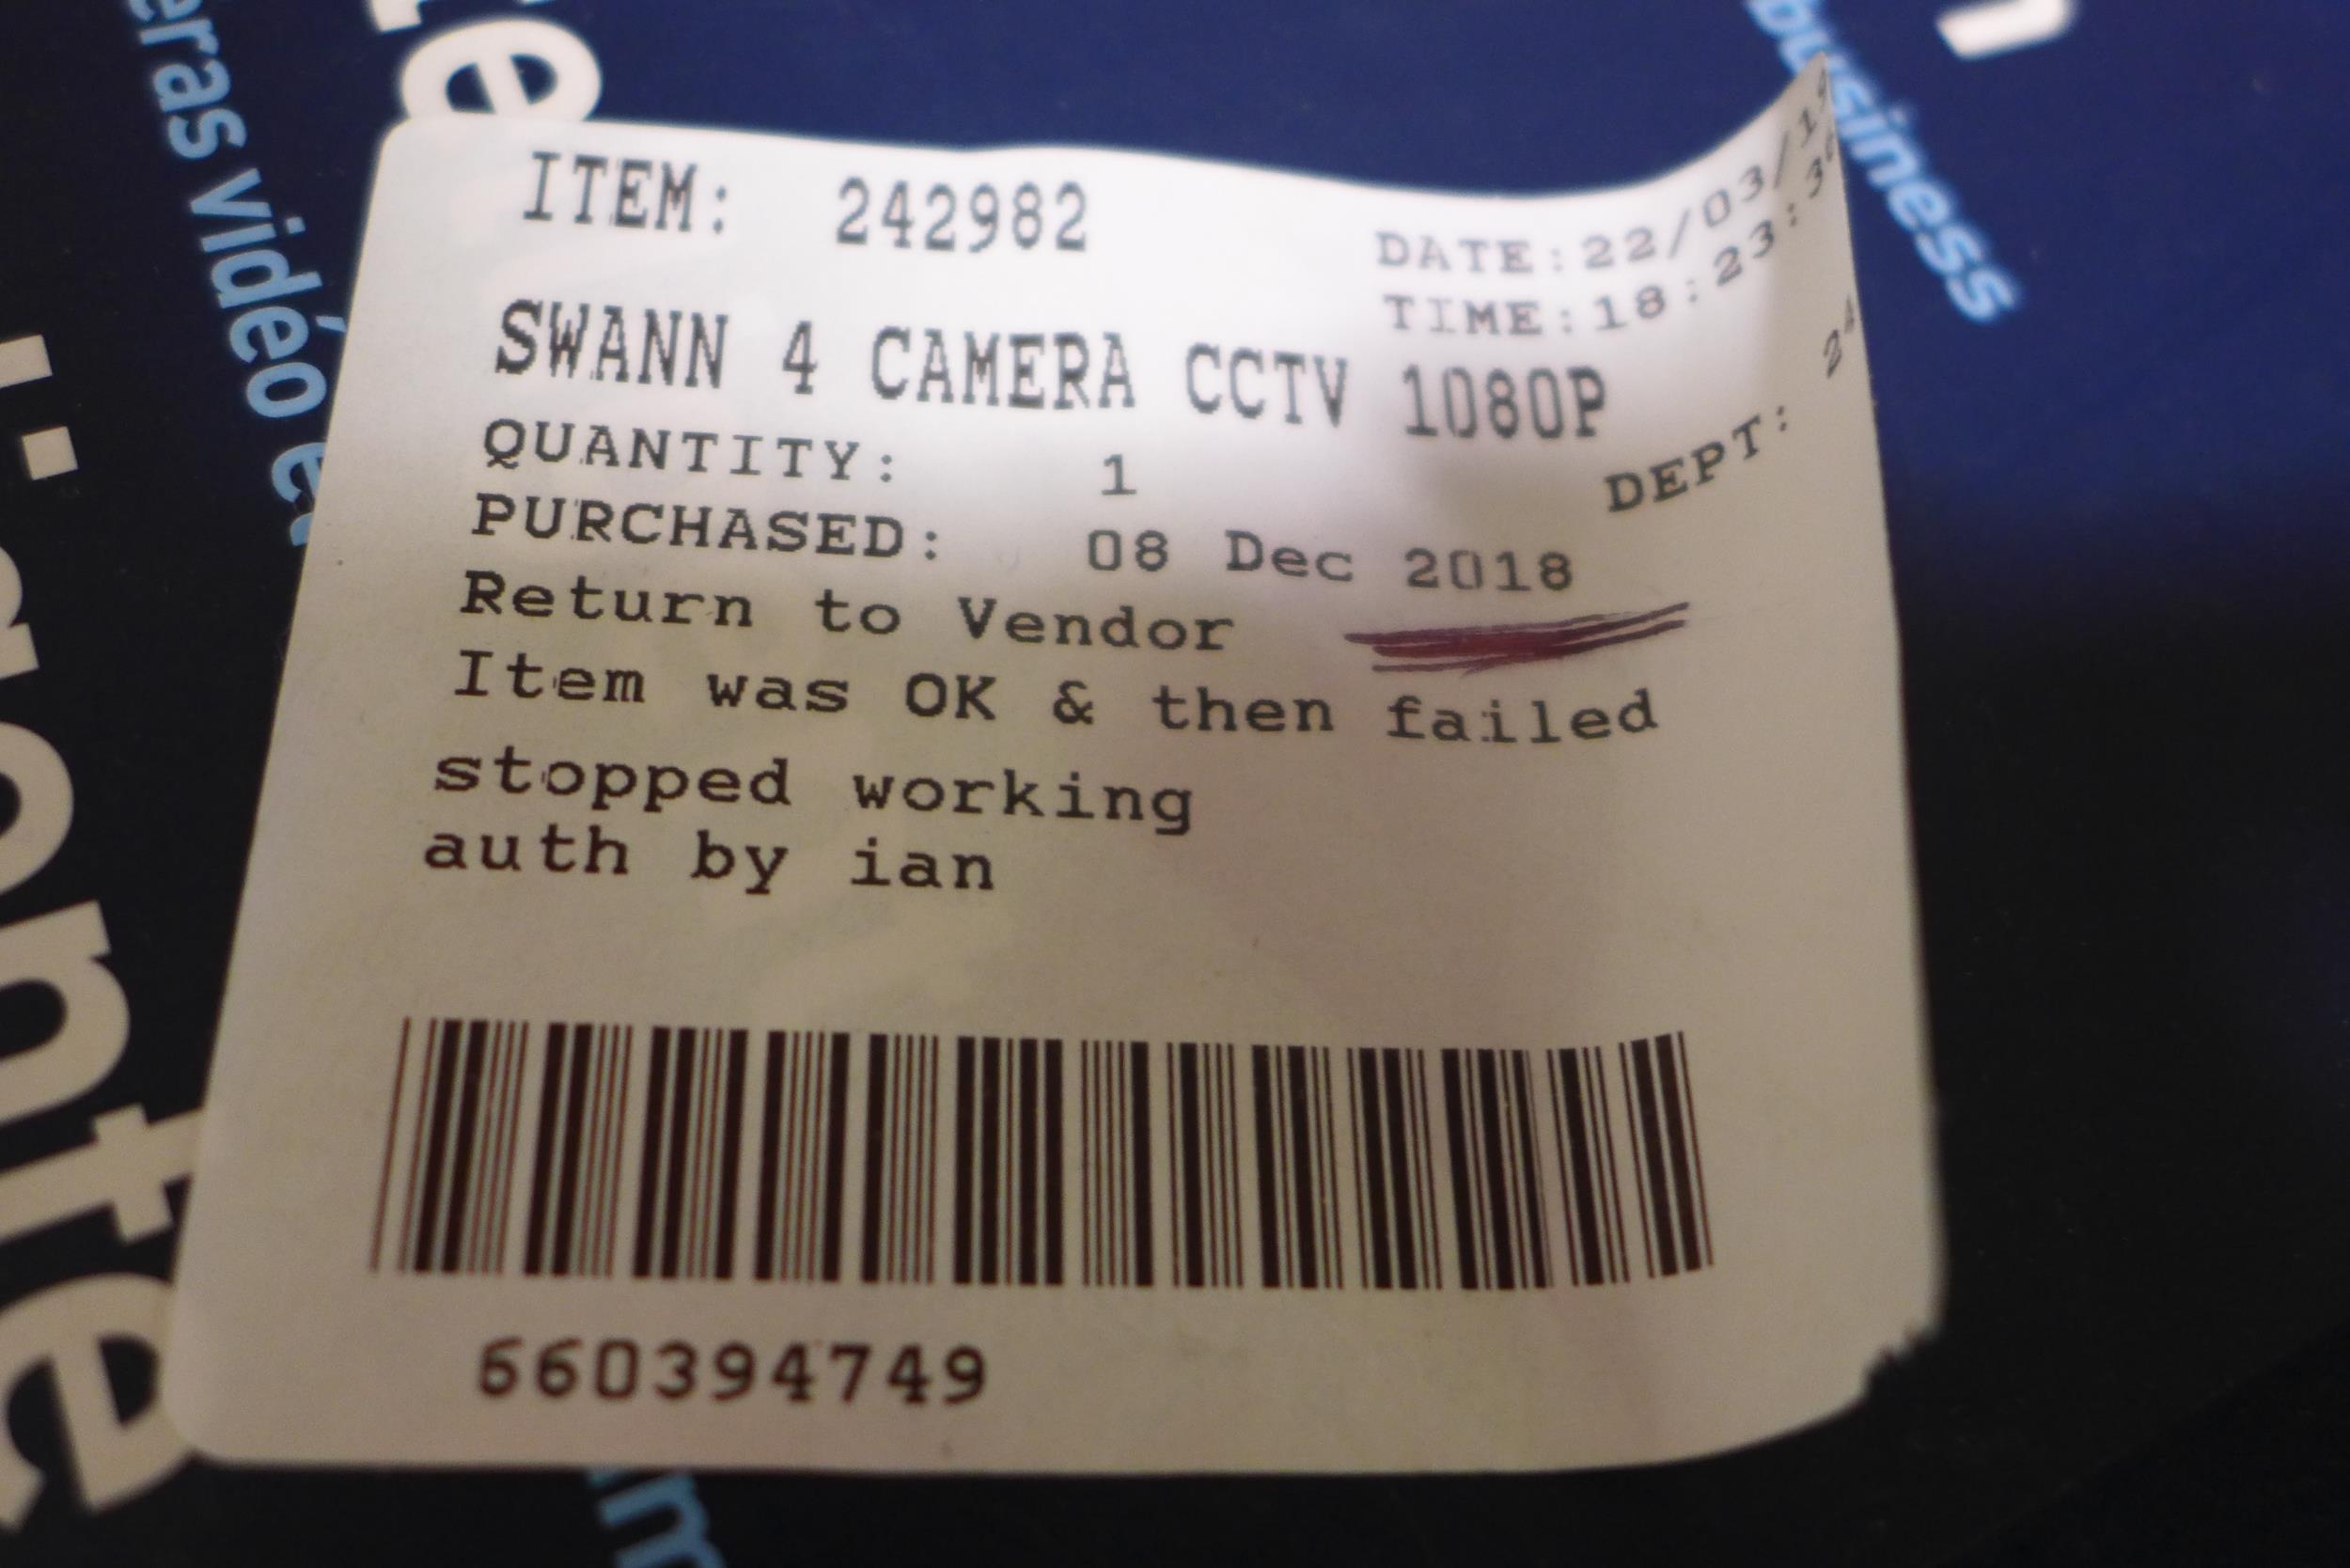 ITEM: 242982
DATE:22/03/19
TIME:18:23:3
SWANN 4 CAMERA CCTV 1080P
QUANTITY: 1
DEPT: 24
PURCHASED: 08 Dec 2018
Return to Vendor
Item was OK & then failed
stopped working
auth by ian
660394749
eras vidéo
business